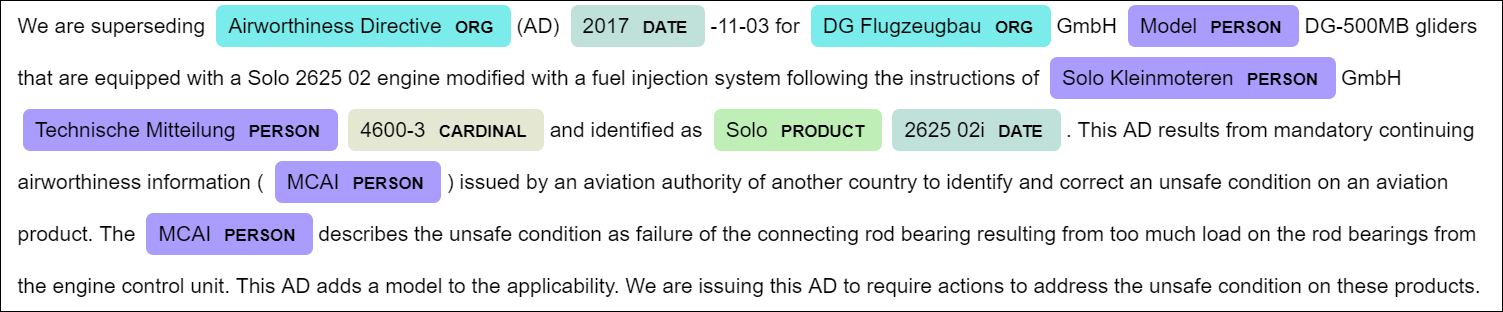 We are superseding Airworthiness Directive ORG (AD) 2017 DATE -11-03 for DG Flugzeugbau ORG GmbH Model PERSON DG-500MB gliders
that are equipped with a Solo 2625 02 engine modified with a fuel injection system following the instructions of Solo Kleinmoteren PERSON GmbH
Technische Mitteilung PERSON 4600-3 CARDINAL and identified as Solo PRODUCT 2625 02i DATE . This AD results from mandatory continuing
airworthiness information ( MCAI PERSON ) issued by an aviation authority of another country to identify and correct an unsafe condition on an aviation
product. The MCAI PERSON describes the unsafe condition as failure of the connecting rod bearing resulting from too much load on the rod bearings from
the engine control unit. This AD adds a model to the applicability. We are issuing this AD to require actions to address the unsafe condition on these products.